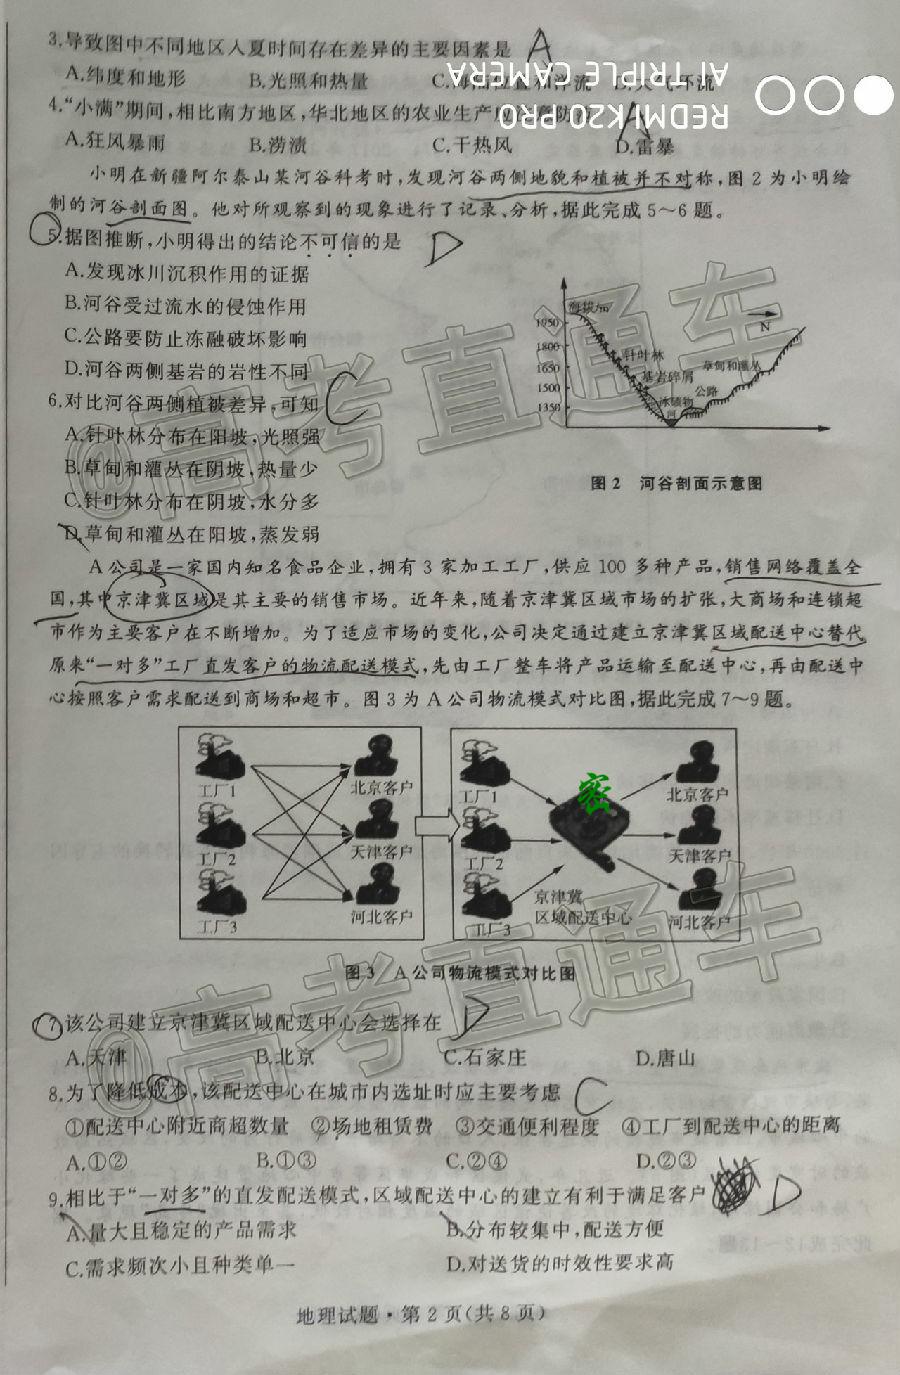 3.导致图中不同地区入夏时间存在差异的主要因素是 A
A.纬度和地形 B.光照和热量 C.海陆位置和洋流 D.大气环流
REDMI K20 PRO
AI TRIPLE CAMERA
4.“小满”期间,相比南方地区,华北地区的农业生产应注意防范 A
A.狂风暴雨 B.涝渍 C.干热风 D.雷暴
小明在新疆阿尔泰山某河谷科考时,发现河谷两侧地貌和植被并不对称,图2为小明绘
制的河谷剖面图。他对所观察到的现象进行了记录、分析,据此完成5～6题。
5.据图推断,小明得出的结论不可信的是 D
A.发现冰川沉积作用的证据
B.河谷受过流水的侵蚀作用
C.公路要防止冻融破坏影响
D.河谷两侧基岩的岩性不同
6.对比河谷两侧植被差异,可知 C
A.针叶林分布在阳坡,光照强
B.草甸和灌丛在阴坡,热量少
C.针叶林分布在阴坡,水分多
D.草甸和灌丛在阳坡,蒸发弱
海拔/m
1950
1800
1650
1500
1350
N
针叶林
草甸和灌丛
基岩碎屑
公路
冰碛物
河
图2 河谷剖面示意图
A公司是一家国内知名食品企业,拥有3家加工工厂,供应100多种产品,销售网络覆盖全
国,其中京津冀区域是其主要的销售市场。近年来,随着京津冀区域市场的扩张,大商场和连锁超
市作为主要客户在不断增加。为了适应市场的变化,公司决定通过建立京津冀区域配送中心替代
原来“一对多”工厂直发客户的物流配送模式,先由工厂整车将产品运输至配送中心,再由配送中
心按照客户需求配送到商场和超市。图3为A公司物流模式对比图,据此完成7～9题。
工厂1 北京客户
工厂2 天津客户
工厂3 河北客户
工厂1 密 北京客户
工厂2 天津客户
京津冀
区域配送中心
工厂3 河北客户
图3 A公司物流模式对比图
7.该公司建立京津冀区域配送中心会选择在 D
A.天津 B.北京 C.石家庄 D.唐山
8.为了降低成本,该配送中心在城市内选址时应主要考虑 C
①配送中心附近商超数量 ②场地租赁费 ③交通便利程度 ④工厂到配送中心的距离
A.①② B.①③ C.②④ D.②③
9.相比于“一对多”的直发配送模式,区域配送中心的建立有利于满足客户 D
A.量大且稳定的产品需求 B.分布较集中,配送方便
C.需求频次小且种类单一 D.对送货的时效性要求高
地理试题·第2页(共8页)
@高考直通车
@高考直通车